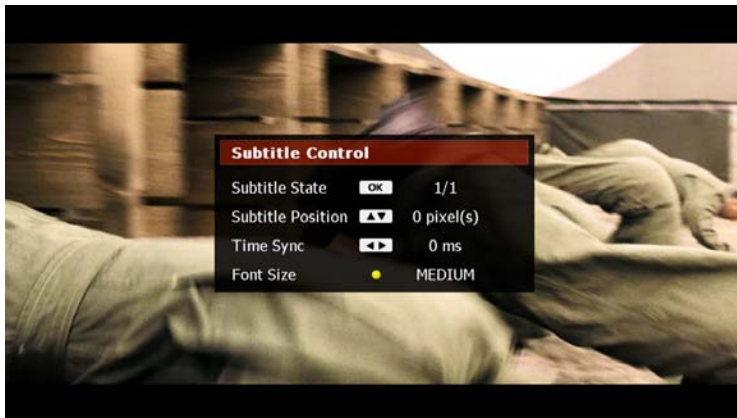 Subtitle Control
Subtitle State OK 1/1
Subtitle Position ▲▼ 0 pixel(s)
Time Sync ◄► 0 ms
Font Size MEDIUM